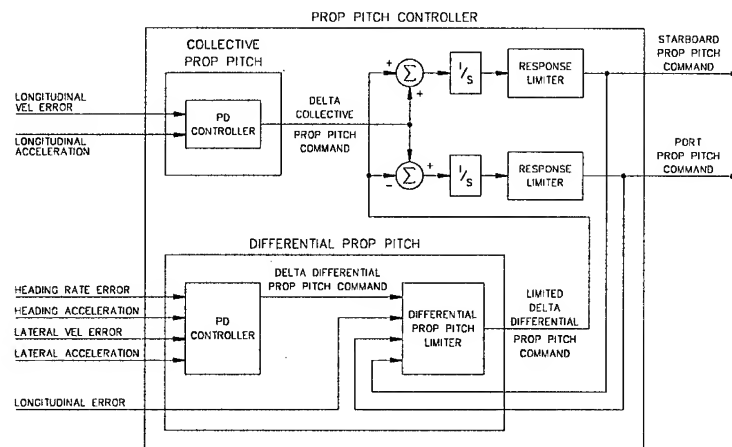 PROP PITCH CONTROLLER
COLLECTIVE
PROP PITCH
LONGITUDINAL
VEL ERROR
LONGITUDINAL
ACCELERATION
PD
CONTROLLER
DELTA
COLLECTIVE
PROP PITCH
COMMAND
+
Σ
+
1/S
RESPONSE
LIMITER
STARBOARD
PROP PITCH
COMMAND
−
Σ
+
1/S
RESPONSE
LIMITER
PORT
PROP PITCH
COMMAND
DIFFERENTIAL PROP PITCH
HEADING RATE ERROR
HEADING ACCELERATION
LATERAL VEL ERROR
LATERAL ACCELERATION
LONGITUDINAL ERROR
PD
CONTROLLER
DELTA DIFFERENTIAL
PROP PITCH COMMAND
DIFFERENTIAL
PROP PITCH
LIMITER
LIMITED
DELTA
DIFFERENTIAL
PROP PITCH
COMMAND